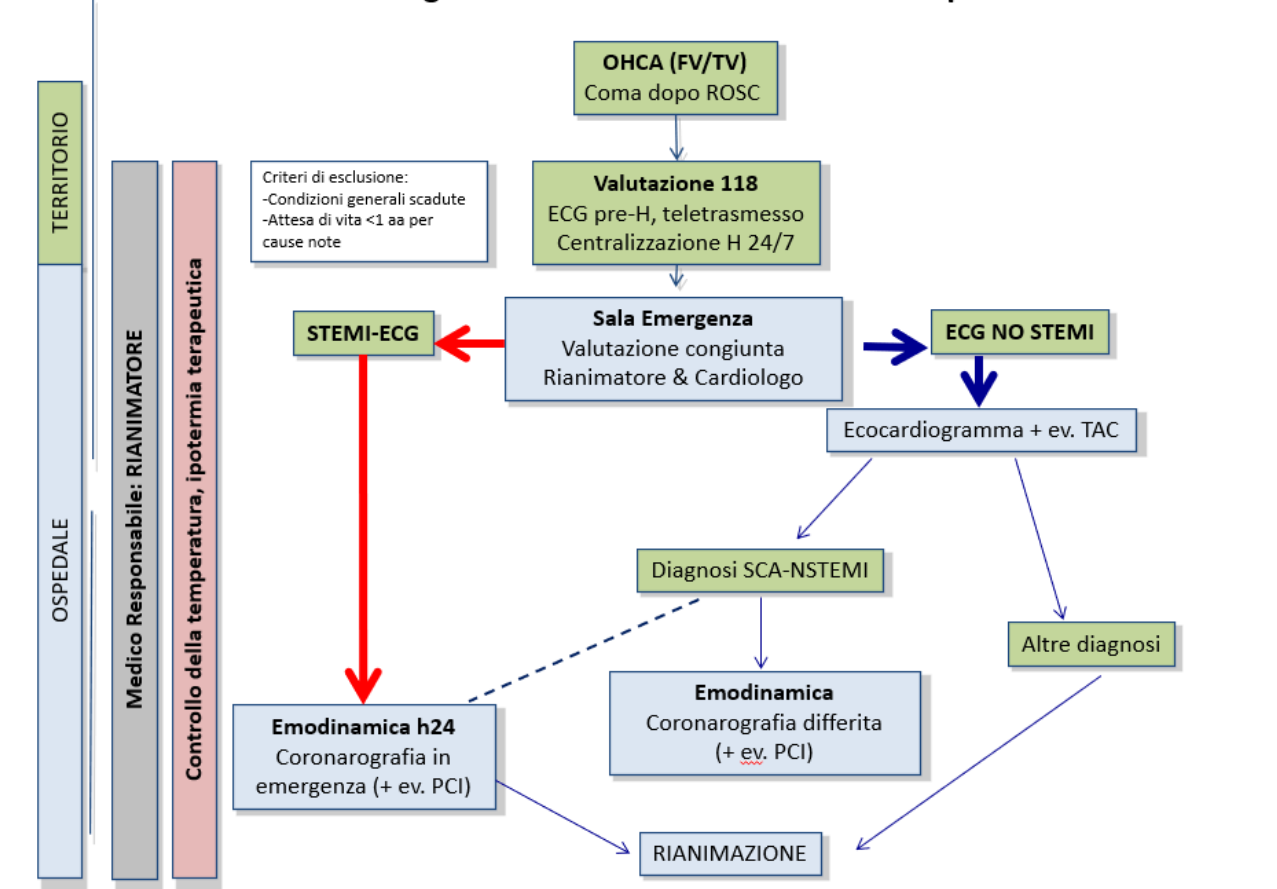 OHCA (FV/TV)
Coma dopo ROSC
TERRITORIO
OSPEDALE
Medico Responsabile: RIANIMATORE
Controllo della temperatura, ipotermia terapeutica
Criteri di esclusione:
-Condizioni generali scadute
-Attesa di vita <1 aa per
cause note
Valutazione 118
ECG pre-H, teletrasmesso
Centralizzazione H 24/7
STEMI-ECG
Sala Emergenza
Valutazione congiunta
Rianimatore & Cardiologo
ECG NO STEMI
Ecocardiogramma + ev. TAC
Diagnosi SCA-NSTEMI
Altre diagnosi
Emodinamica h24
Coronarografia in
emergenza (+ ev. PCI)
Emodinamica
Coronarografia differita
(+ ev. PCI)
RIANIMAZIONE